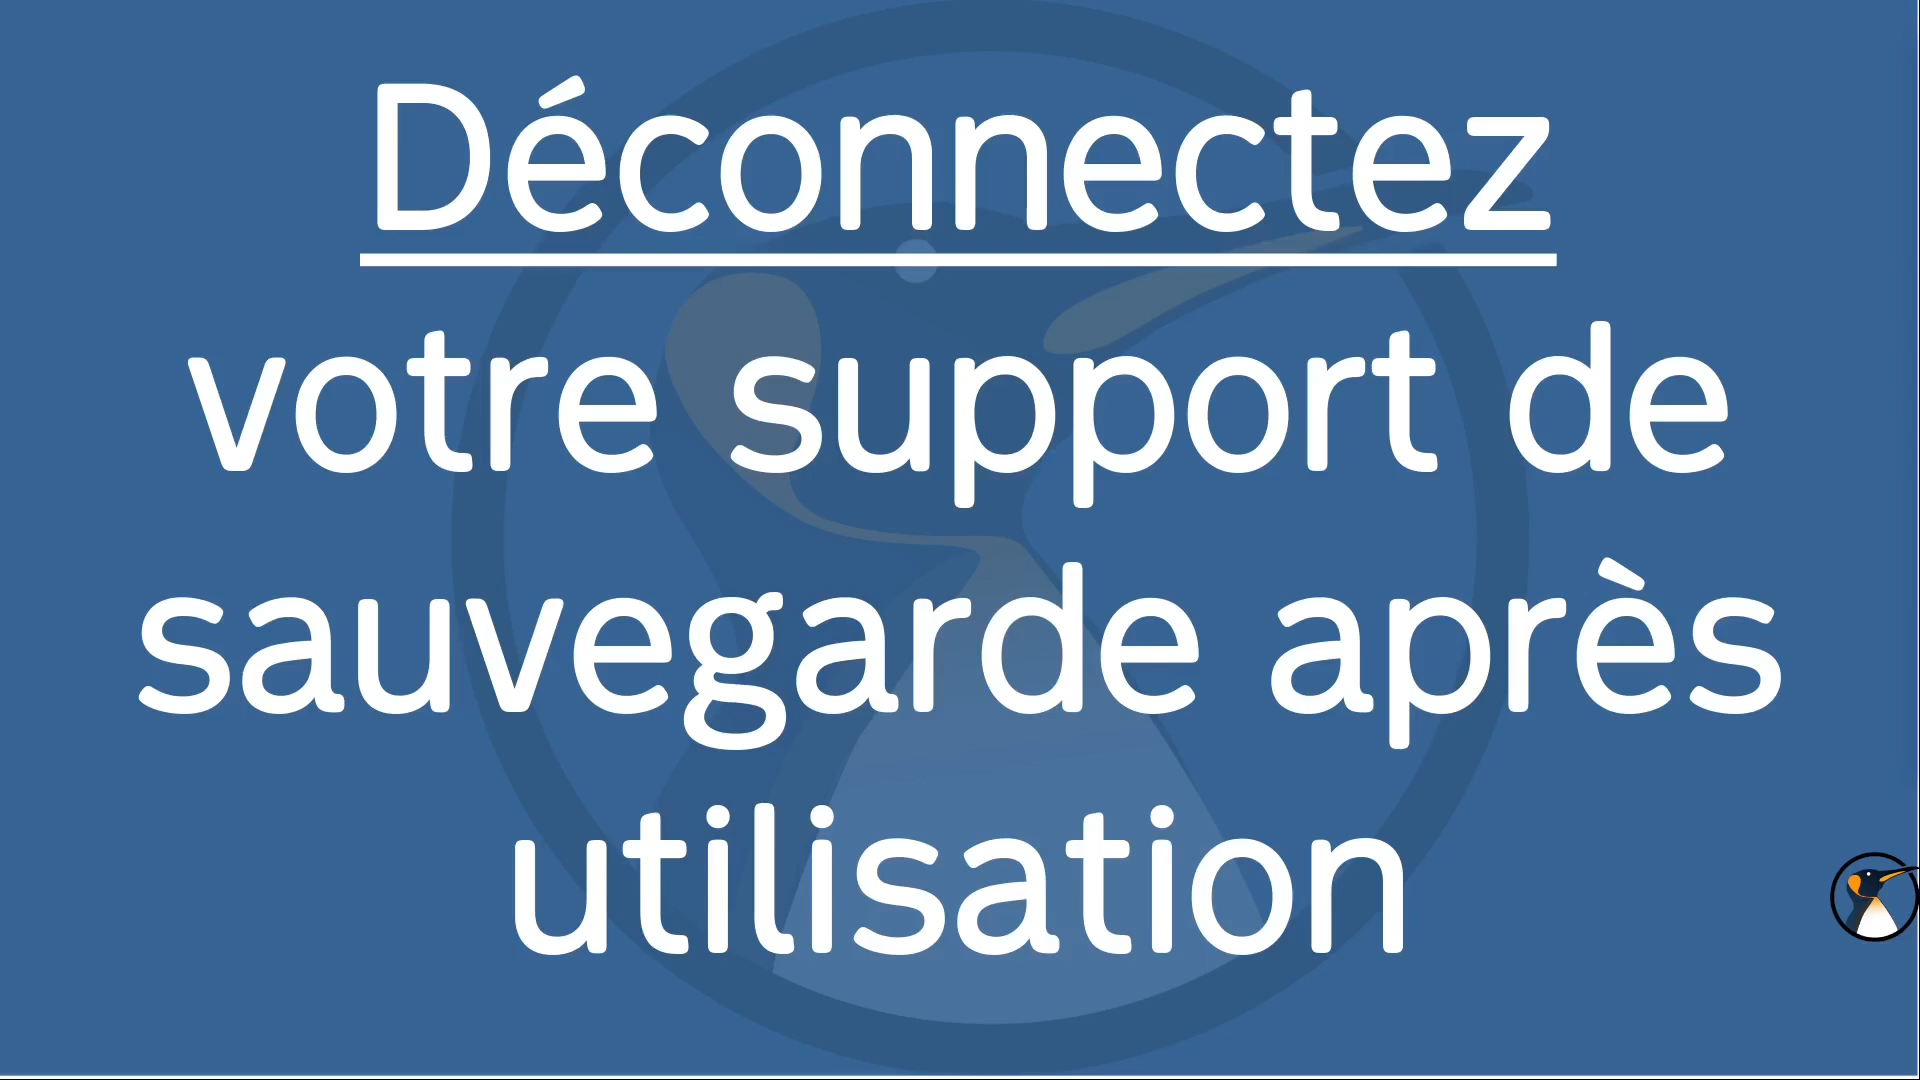 Déconnectez
votre support de
sauvegarde après
utilisation